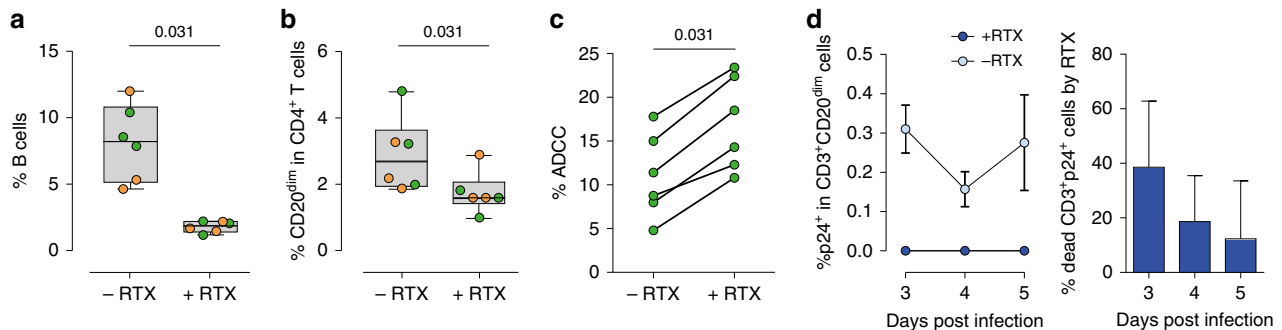 a
0.031
% B cells
15
10
5
0
– RTX
+ RTX
b
0.031
% CD20dim in CD4+ T cells
6
4
2
0
– RTX
+ RTX
c
0.031
% ADCC
25
20
15
10
5
0
– RTX
+ RTX
d
+RTX
–RTX
%p24+ in CD3+CD20dim cells
0.5
0.4
0.3
0.2
0.1
0.0
3
4
5
Days post infection
% dead CD3+p24+ cells by RTX
80
60
40
20
0
3
4
5
Days post infection